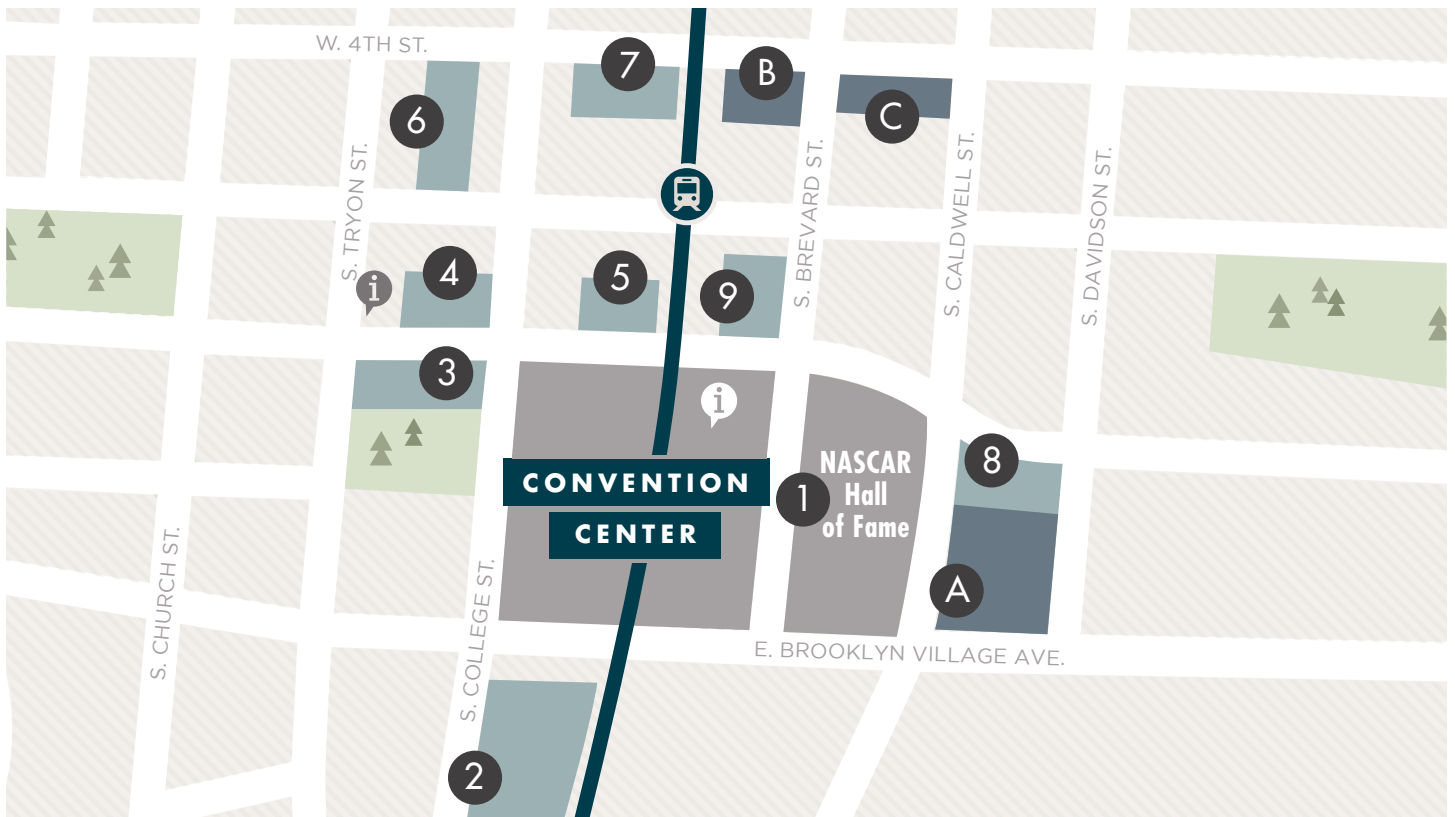 W. 4TH ST.
7
B
6
C
S. TRYON ST.
S. BREVARD ST.
S. CALDWELL ST.
S. DAVIDSON ST.
i
4
5
9
3
i
CONVENTION
CENTER
1
NASCAR
Hall
of Fame
8
A
S. CHURCH ST.
S. COLLEGE ST.
E. BROOKLYN VILLAGE AVE.
2